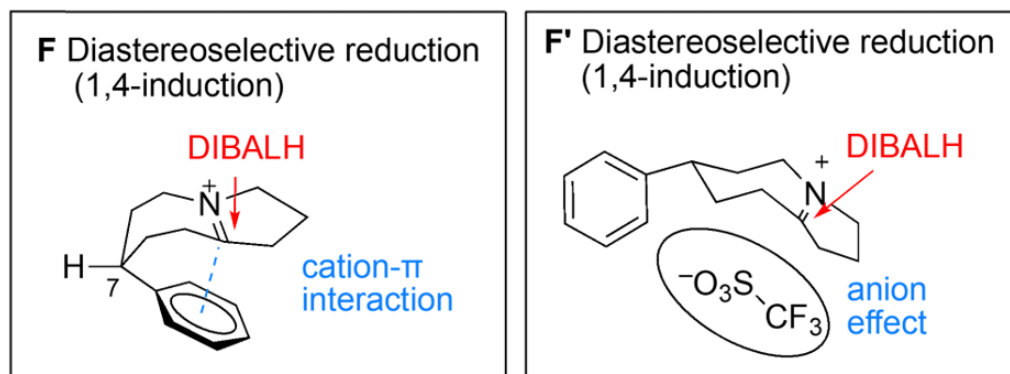 F Diastereoselective reduction
(1,4-induction)
DIBALH
+
N
H
7
cation-π
interaction
F' Diastereoselective reduction
(1,4-induction)
+
DIBALH
N
⁻O₃S
CF₃
anion
effect